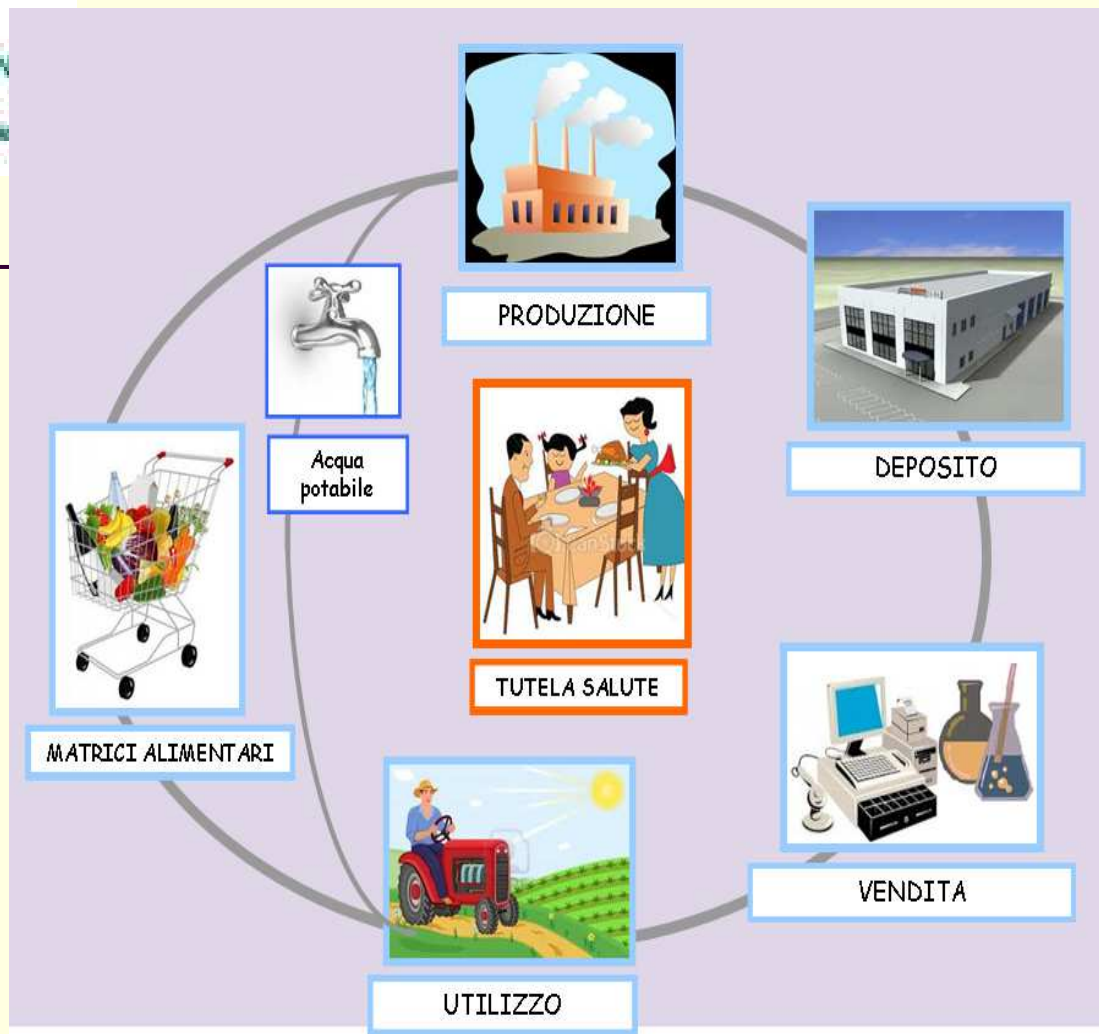 PRODUZIONE
DEPOSITO
Acqua
potabile
TUTELA SALUTE
MATRICI ALIMENTARI
VENDITA
UTILIZZO